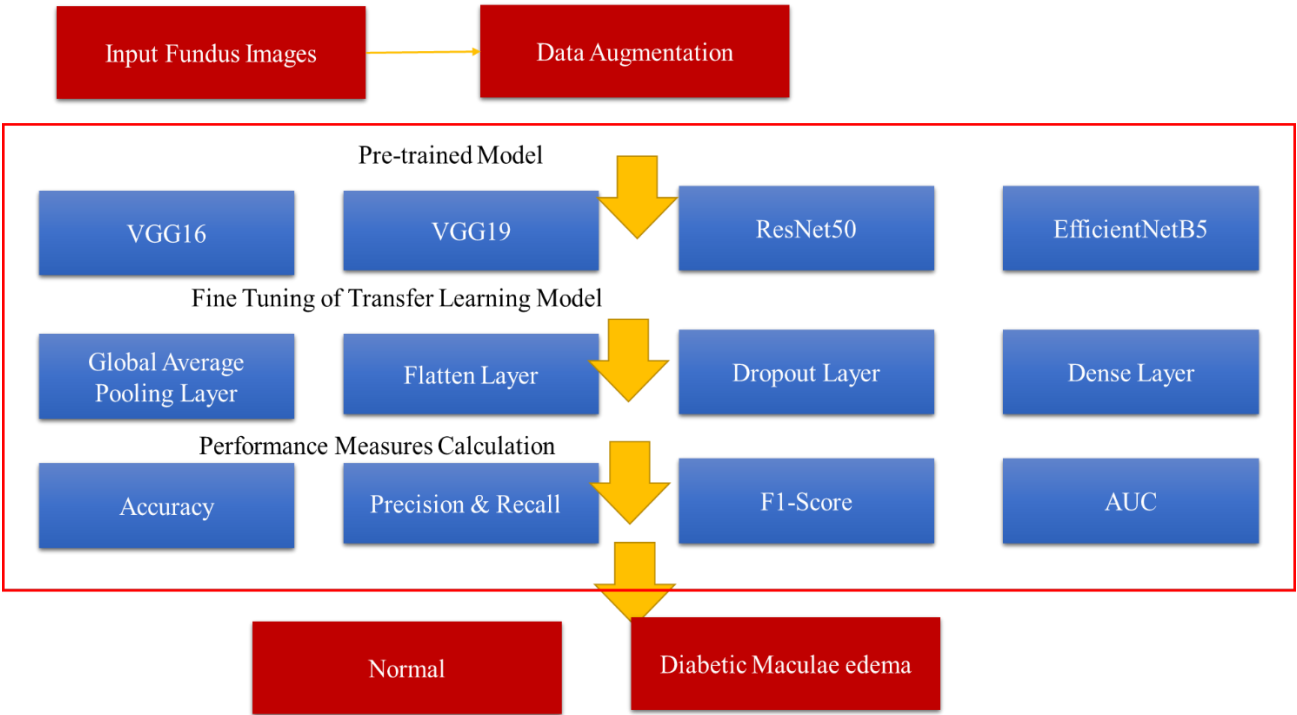 Input Fundus Images
Data Augmentation
Pre-trained Model
VGG16
VGG19
ResNet50
EfficientNetB5
Fine Tuning of Transfer Learning Model
Global Average
Pooling Layer
Flatten Layer
Dropout Layer
Dense Layer
Performance Measures Calculation
Accuracy
Precision & Recall
F1-Score
AUC
Normal
Diabetic Maculae edema